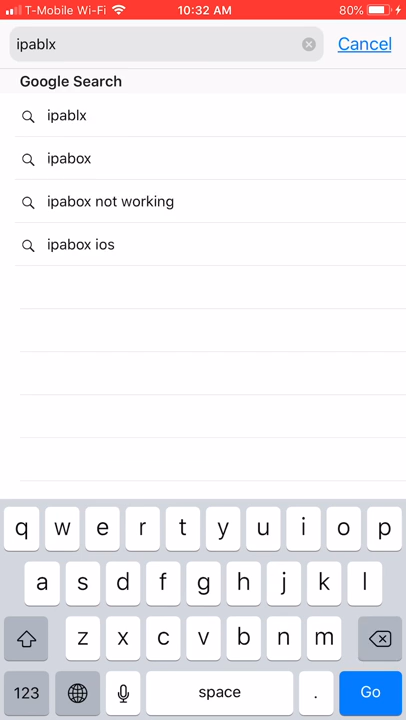 T-Mobile Wi-Fi 10:32 AM 80%
ipablx Cancel
Google Search
ipablx
ipabox
ipabox not working
ipabox ios
q w e r t y u i o p
a s d f g h j k l
z x c v b n m
123 space . Go